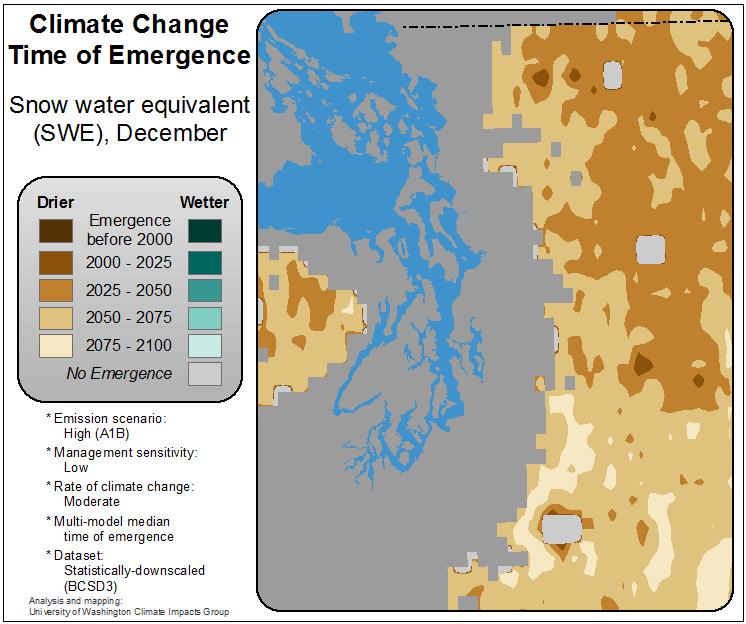 Climate Change
Time of Emergence
Snow water equivalent
(SWE), December
Drier Wetter
Emergence
before 2000
2000 - 2025
2025 - 2050
2050 - 2075
2075 - 2100
No Emergence
* Emission scenario:
High (A1B)
* Management sensitivity:
Low
* Rate of climate change:
Moderate
* Multi-model median
time of emergence
* Dataset:
Statistically-downscaled
(BCSD3)
Analysis and mapping:
University of Washington Climate Impacts Group